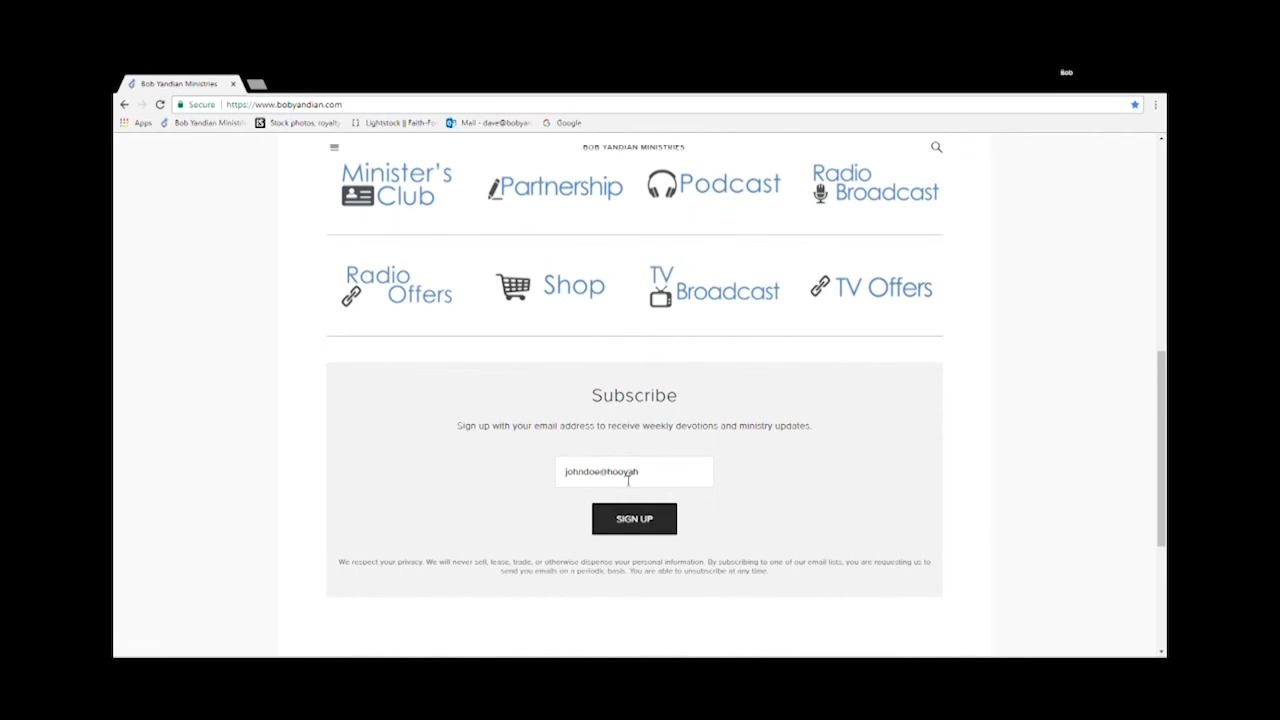 Bob
Bob Yandian Ministries
Secure
https://www.bobyandian.com
Apps
Bob Yandian Ministri
Stock photos, royalty
Lightstock || Faith-Fo
Mail - dave@bobyan
Google
BOB YANDIAN MINISTRIES
Minister's
Club
Partnership
Podcast
Radio
Broadcast
Radio
Offers
Shop
TV
Broadcast
TV Offers
Subscribe
Sign up with your email address to receive weekly devotions and ministry updates.
johndoe@hooyah
SIGN UP
We respect your privacy. We will never sell, lease, trade, or otherwise dispense your personal information. By subscribing to one of our email lists, you are requesting us to
send you emails on a periodic basis. You are able to unsubscribe at any time.